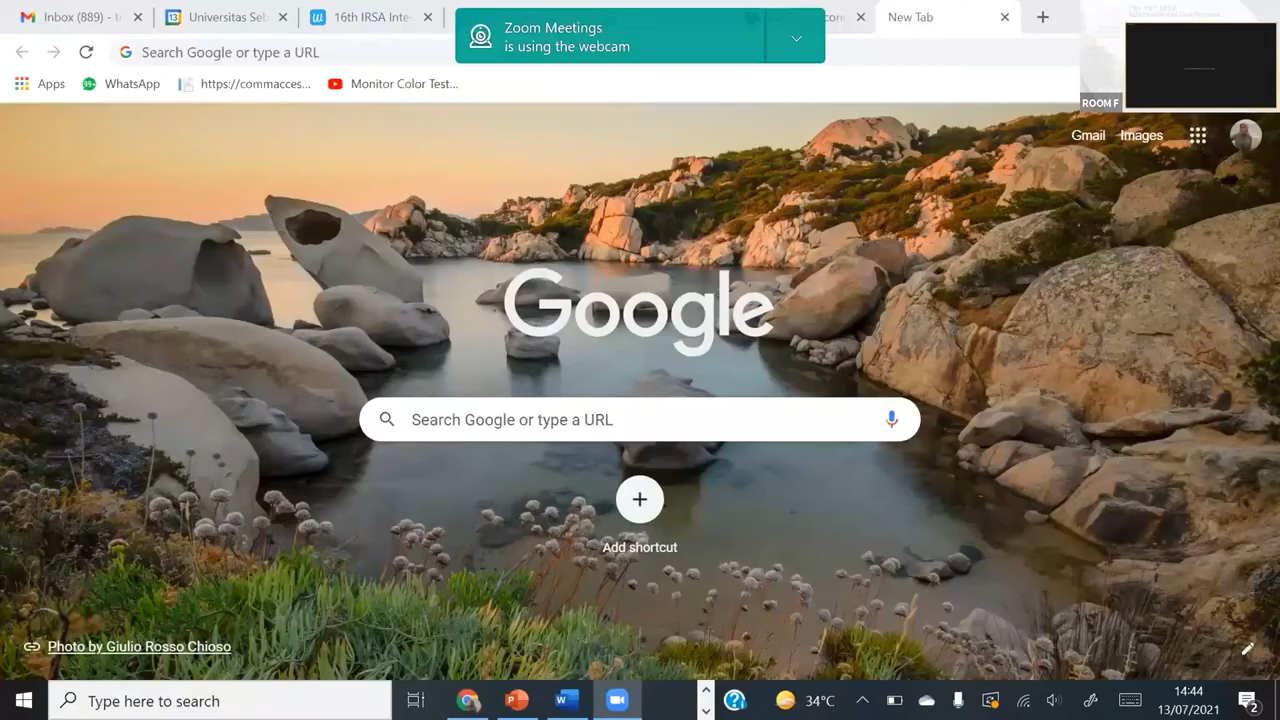 Inbox (889) - t
Universitas Seb
16th IRSA Inte
New Tab
Zoom Meetings
is using the webcam
Search Google or type a URL
Apps
99+
WhatsApp
https://commacces...
Monitor Color Test...
ROOM F
Gmail
Images
Google
Search Google or type a URL
Add shortcut
Photo by Giulio Rosso Chioso
Type here to search
34°C
14:44
13/07/2021
2